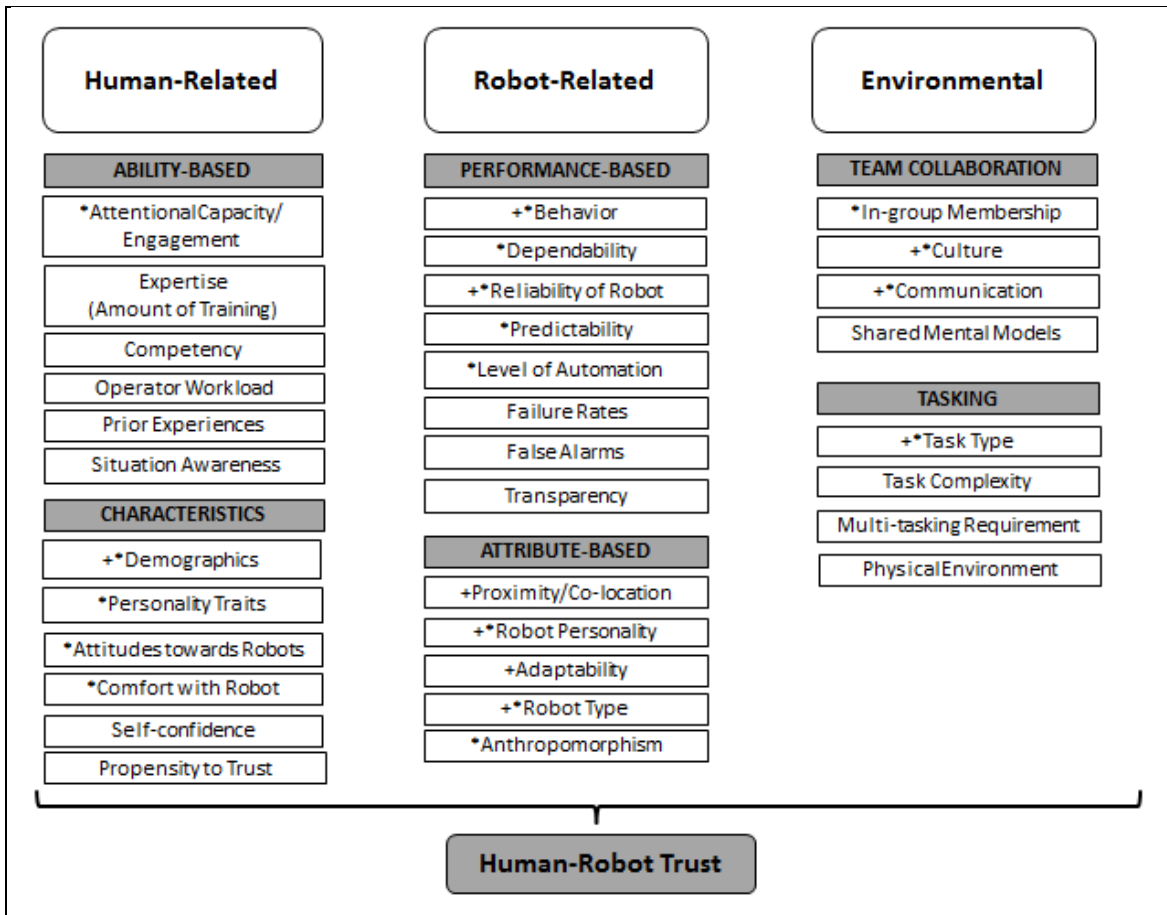 Human-Related
ABILITY-BASED
*Attentional Capacity/
Engagement
Expertise
(Amount of Training)
Competency
Operator Workload
Prior Experiences
Situation Awareness
CHARACTERISTICS
+*Demographics
*Personality Traits
*Attitudes towards Robots
*Comfort with Robot
Self-confidence
Propensity to Trust
Robot-Related
PERFORMANCE-BASED
+*Behavior
*Dependability
+*Reliability of Robot
*Predictability
*Level of Automation
Failure Rates
False Alarms
Transparency
ATTRIBUTE-BASED
+Proximity/Co-location
+*Robot Personality
+Adaptability
+*Robot Type
*Anthropomorphism
Environmental
TEAM COLLABORATION
*In-group Membership
+*Culture
+*Communication
Shared Mental Models
TASKING
+*Task Type
Task Complexity
Multi-tasking Requirement
Physical Environment
Human-Robot Trust